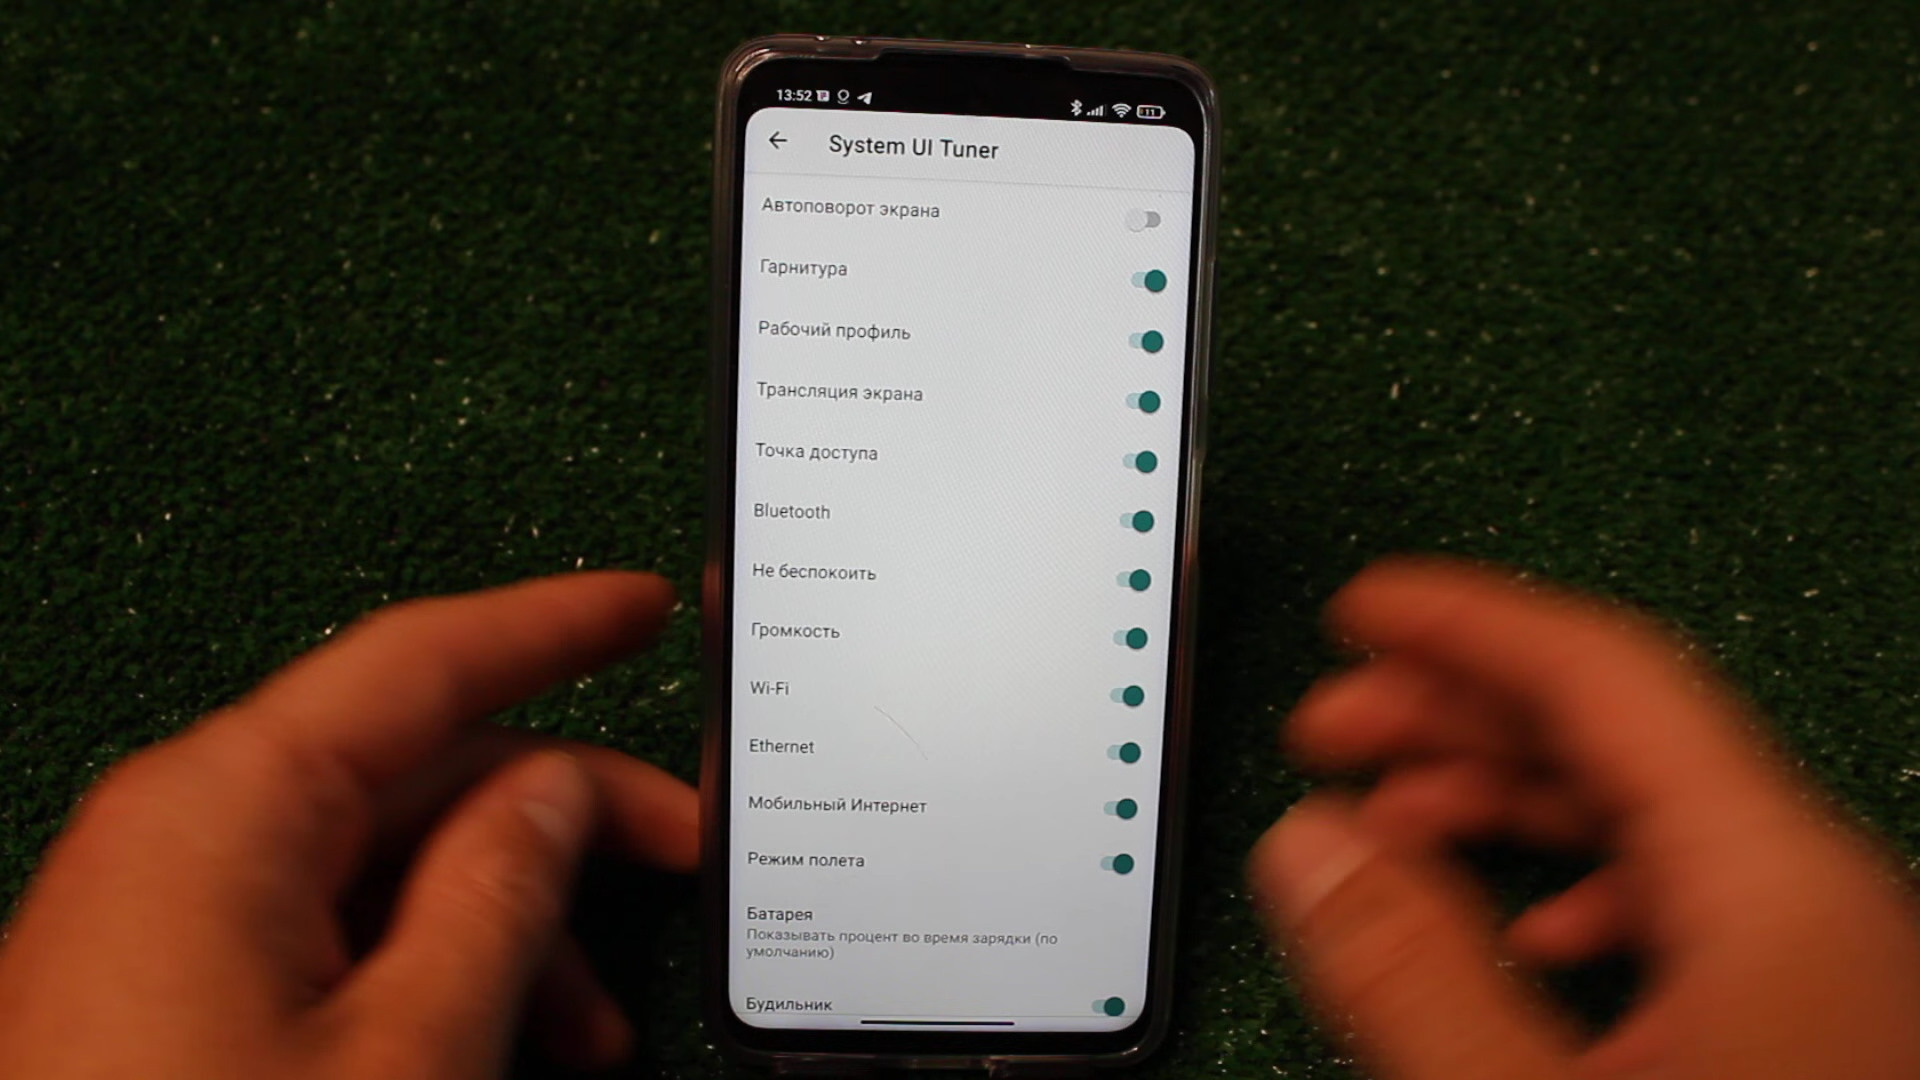 13:52
11
System UI Tuner
Автоповорот экрана
Гарнитура
Рабочий профиль
Трансляция экрана
Точка доступа
Bluetooth
Не беспокоить
Громкость
Wi-Fi
Ethernet
Мобильный Интернет
Режим полета
Батарея
Показывать процент во время зарядки (по
умолчанию)
Будильник